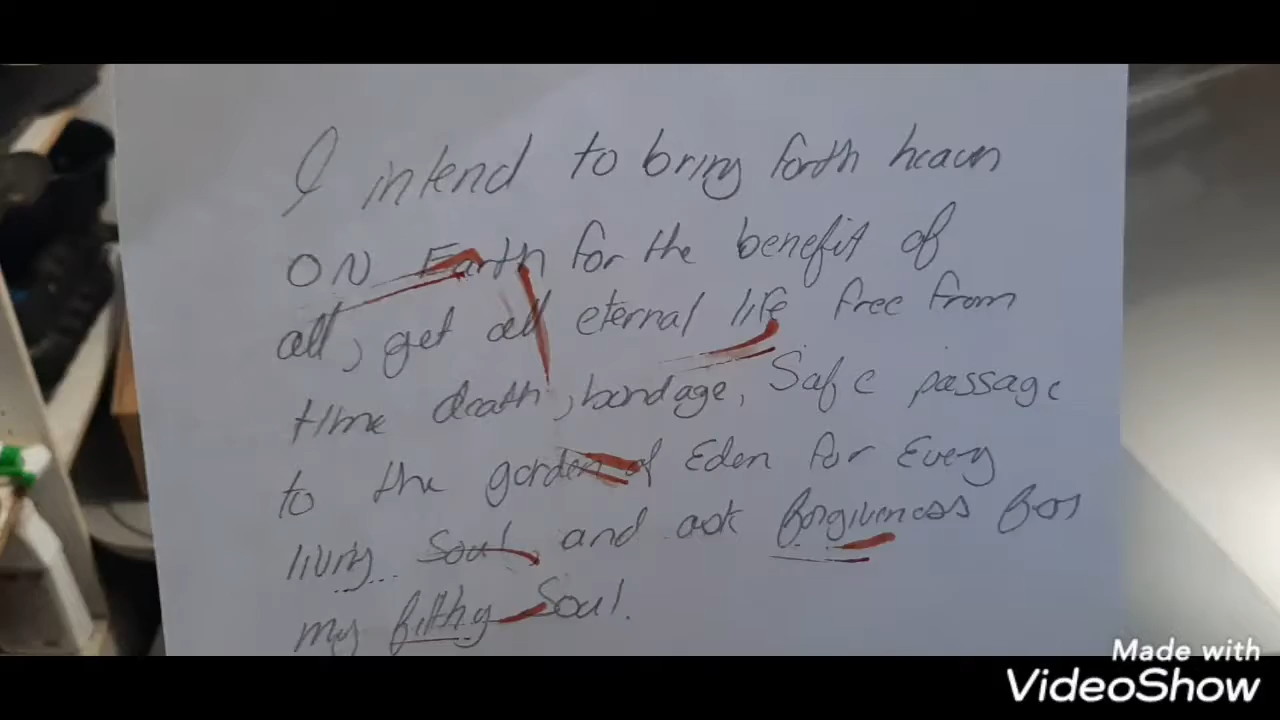 I intend to bring forth heavn
ON Earth for the benefit of
all, get all eternal life free from
time death, bondage, Safe passage
to the garden of Eden for Every
living Soul, and ask forgiveness for
my filthy Soul.
Made with
VideoShow